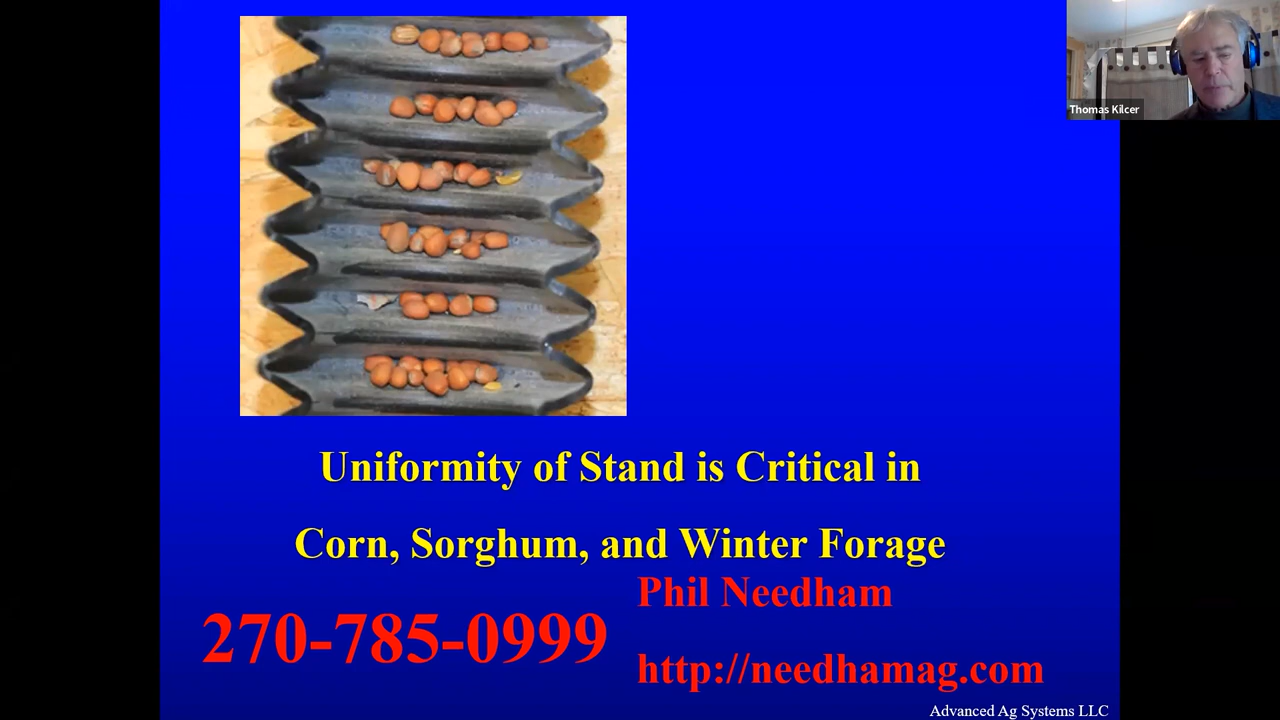 Thomas Kilcer
Uniformity of Stand is Critical in
Corn, Sorghum, and Winter Forage
Phil Needham
270-785-0999
http://needhamag.com
Advanced Ag Systems LLC